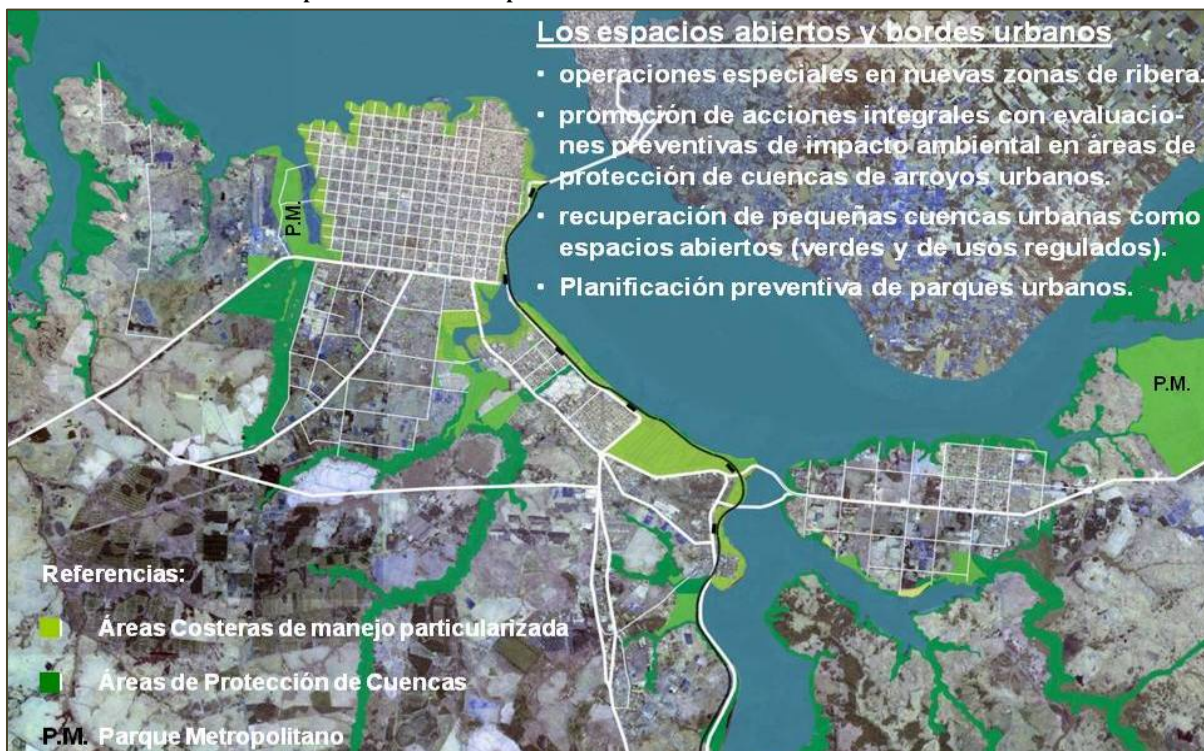 Los espacios abiertos y bordes urbanos
• operaciones especiales en nuevas zonas de ribera.
• promoción de acciones integrales con evaluacio-
nes preventivas de impacto ambiental en áreas de
protección de cuencas de arroyos urbanos.
• recuperación de pequeñas cuencas urbanas como
espacios abiertos (verdes y de usos regulados).
• Planificación preventiva de parques urbanos.
P.M.
P.M.
Referencias:
Áreas Costeras de manejo particularizada
Áreas de Protección de Cuencas
P.M. Parque Metropolitano